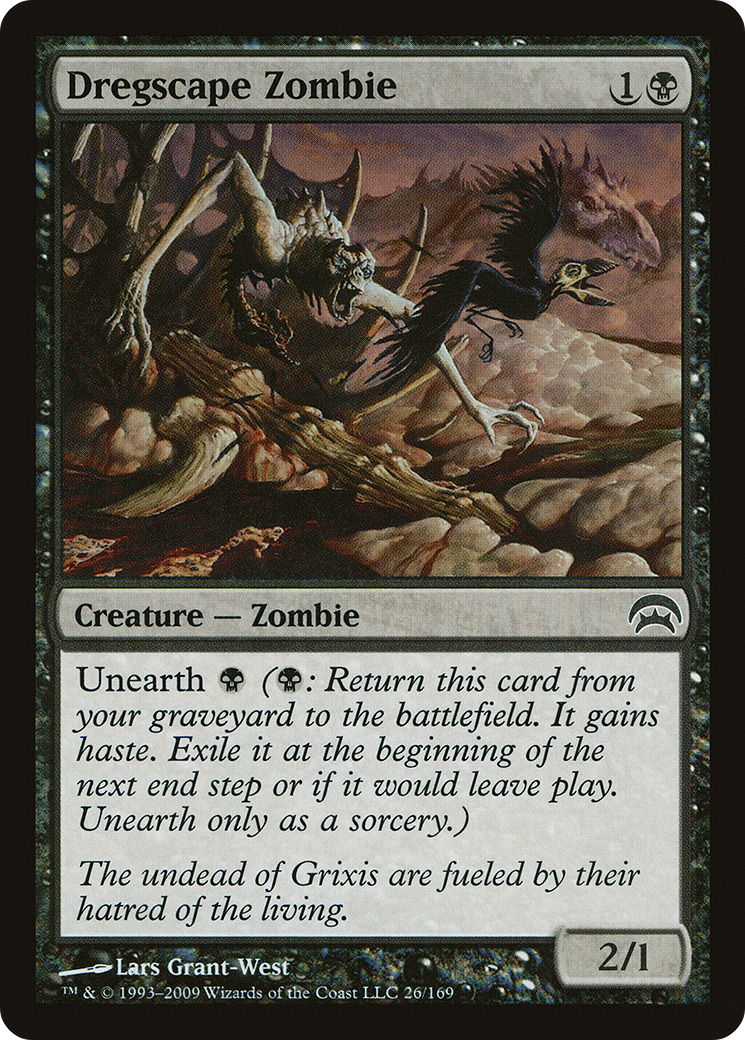 Dregscape Zombie 1
Creature — Zombie
Unearth (: Return this card from
your graveyard to the battlefield. It gains
haste. Exile it at the beginning of the
next end step or if it would leave play.
Unearth only as a sorcery.)
The undead of Grixis are fueled by their
hatred of the living.
2/1
Lars Grant-West
™ & © 1993–2009 Wizards of the Coast LLC 26/169